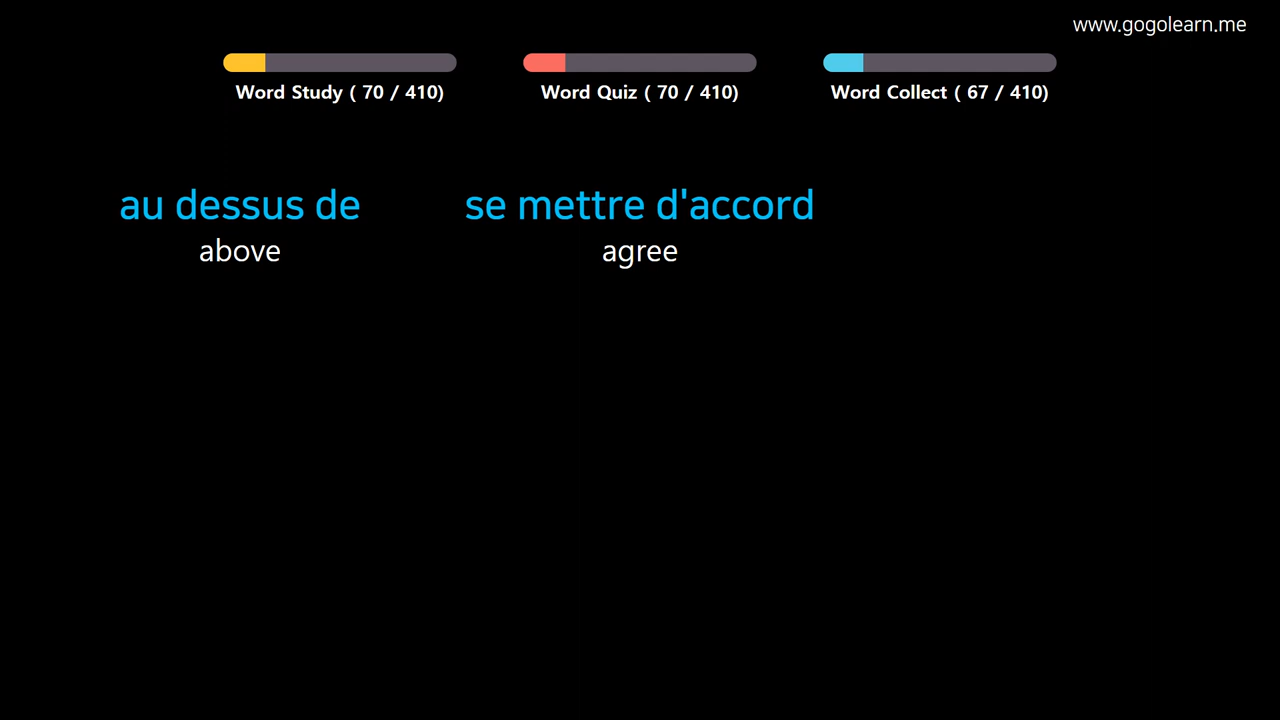 www.gogolearn.me
Word Study ( 70 / 410)
Word Quiz ( 70 / 410)
Word Collect ( 67 / 410)
au dessus de
above
se mettre d'accord
agree